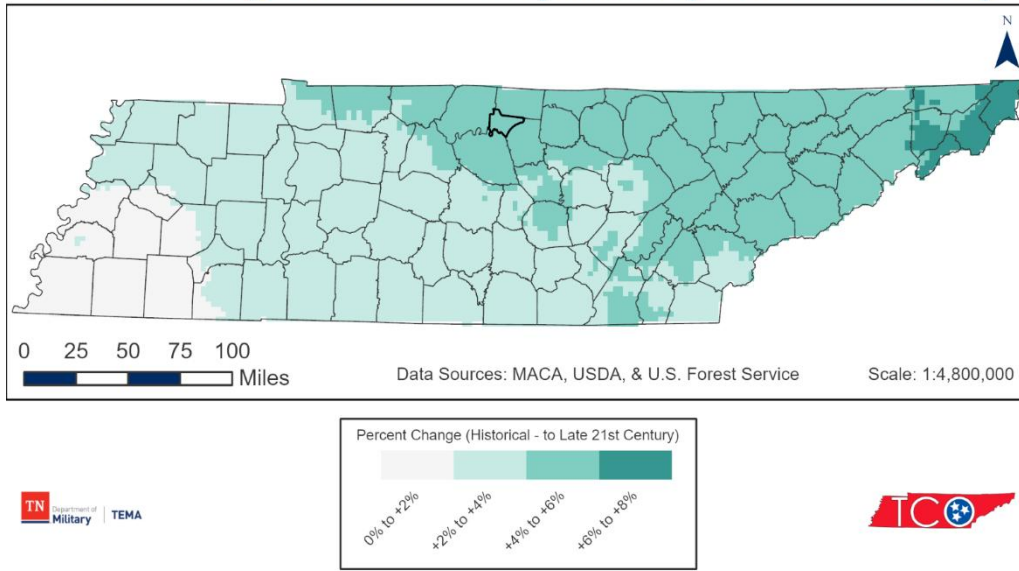 N
0 25 50 75 100
Miles
Data Sources: MACA, USDA, & U.S. Forest Service
Scale: 1:4,800,000
Percent Change (Historical - to Late 21st Century)
0% to +2%
+2% to +4%
+4% to +6%
+6% to +8%
TN
Department of
Military
TEMA
TCO